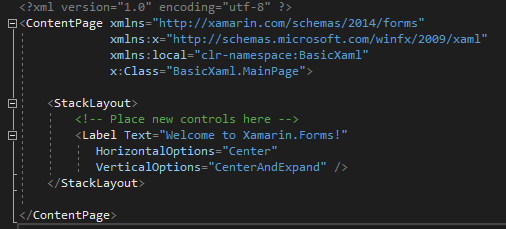 <?xml version="1.0" encoding="utf-8" ?>
<ContentPage xmlns="http://xamarin.com/schemas/2014/forms"
xmlns:x="http://schemas.microsoft.com/winfx/2009/xaml"
xmlns:local="clr-namespace:BasicXaml"
x:Class="BasicXaml.MainPage">
<StackLayout>
<!-- Place new controls here -->
<Label Text="Welcome to Xamarin.Forms!"
HorizontalOptions="Center"
VerticalOptions="CenterAndExpand" />
</StackLayout>
</ContentPage>